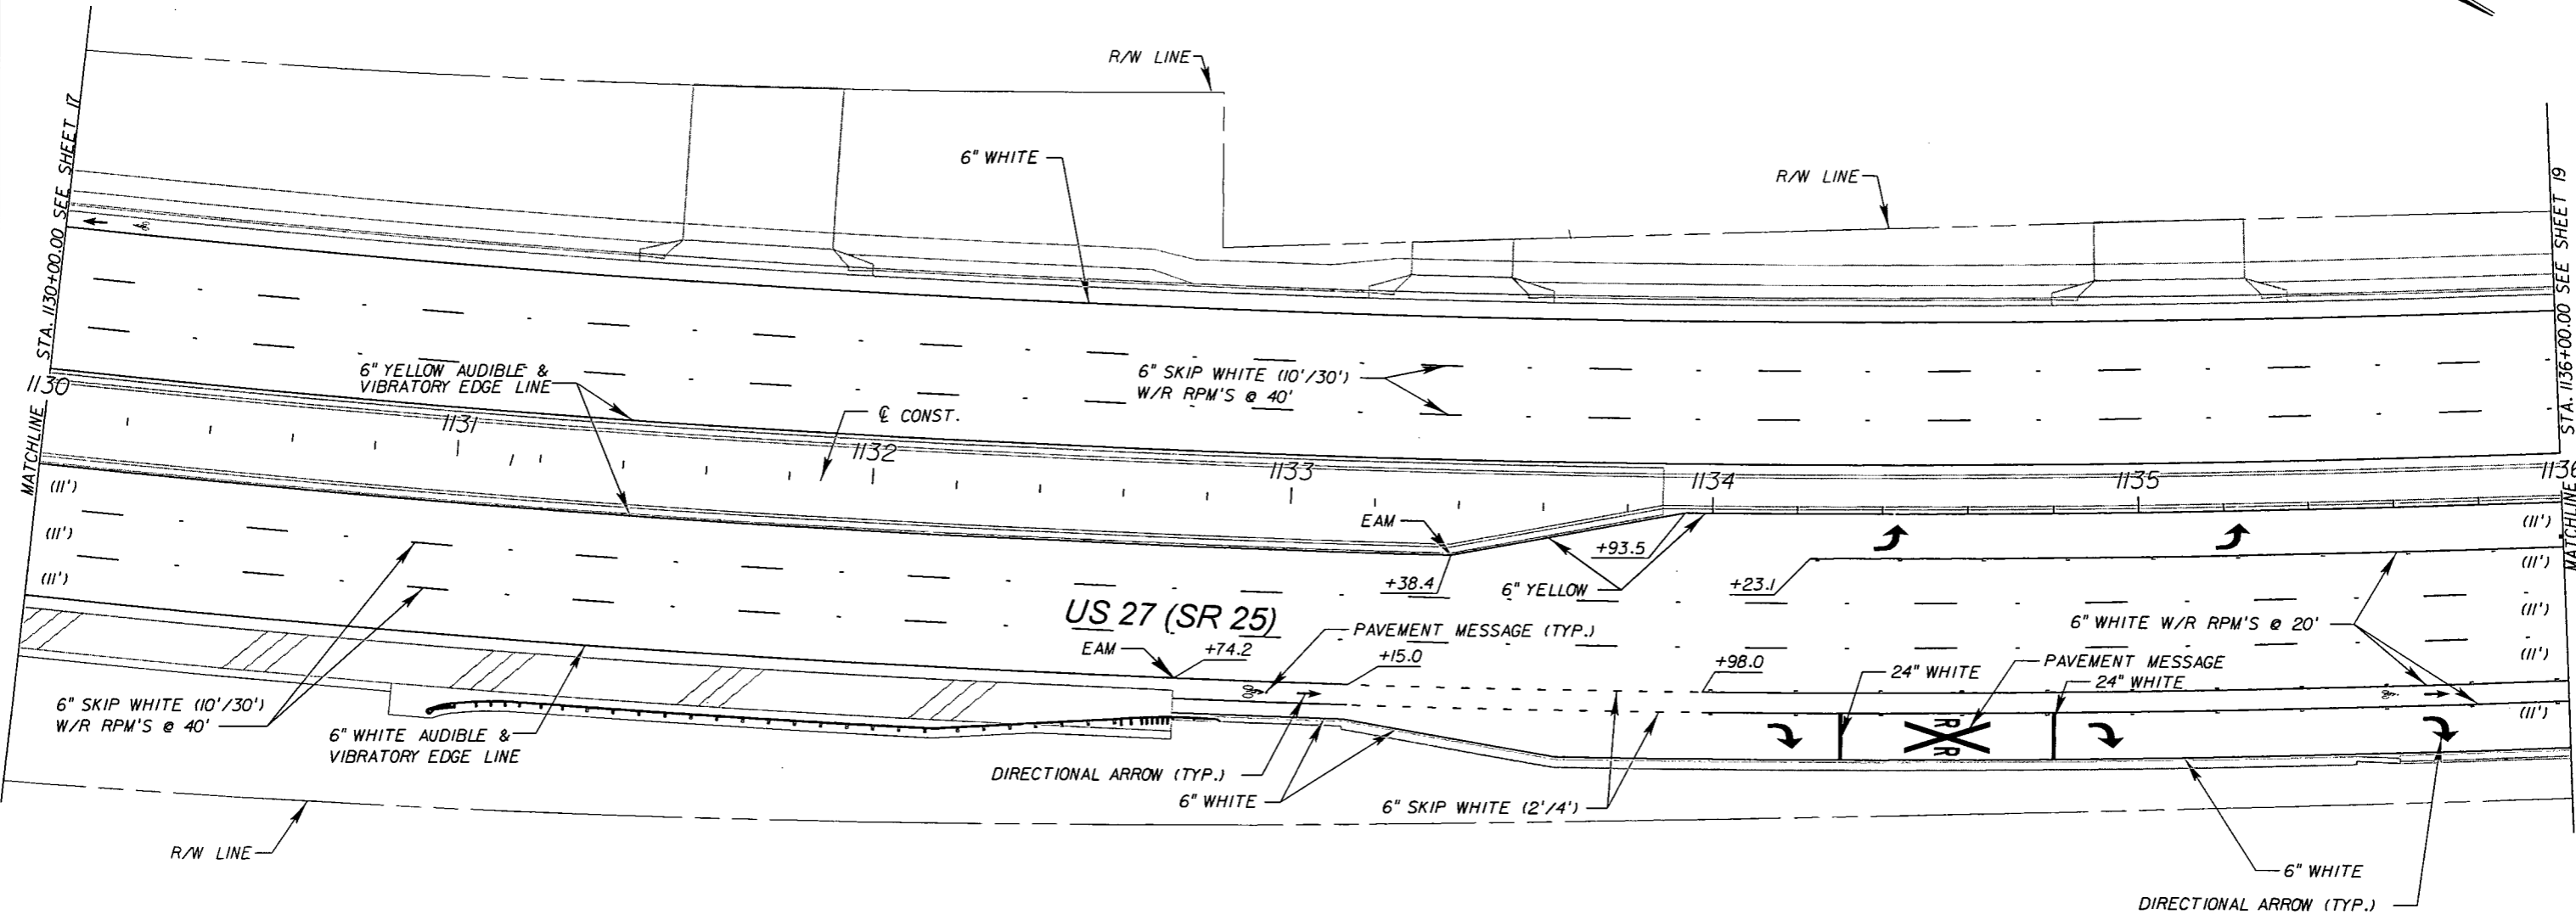 R/W LINE
6" WHITE
R/W LINE
MATCHLINE STA. 1130+00.00 SEE SHEET 17
STA. 1136+00.00 SEE SHEET 19
MATCHLINE
1130
6" YELLOW AUDIBLE &
VIBRATORY EDGE LINE
6" SKIP WHITE (10'/30')
W/R RPM'S @ 40'
℄ CONST.
1131
1132
1133
1134
1135
1136
(11')
(11')
(11')
EAM
+38.4
+93.5
6" YELLOW
+23.1
(11')
(11')
(11')
(11')
(11')
US 27 (SR 25)
EAM
+74.2
PAVEMENT MESSAGE (TYP.)
+15.0
+98.0
6" WHITE W/R RPM'S @ 20'
24" WHITE
PAVEMENT MESSAGE
24" WHITE
R R
6" SKIP WHITE (10'/30')
W/R RPM'S @ 40'
6" WHITE AUDIBLE &
VIBRATORY EDGE LINE
DIRECTIONAL ARROW (TYP.)
6" WHITE
6" SKIP WHITE (2'/4')
R/W LINE
6" WHITE
DIRECTIONAL ARROW (TYP.)